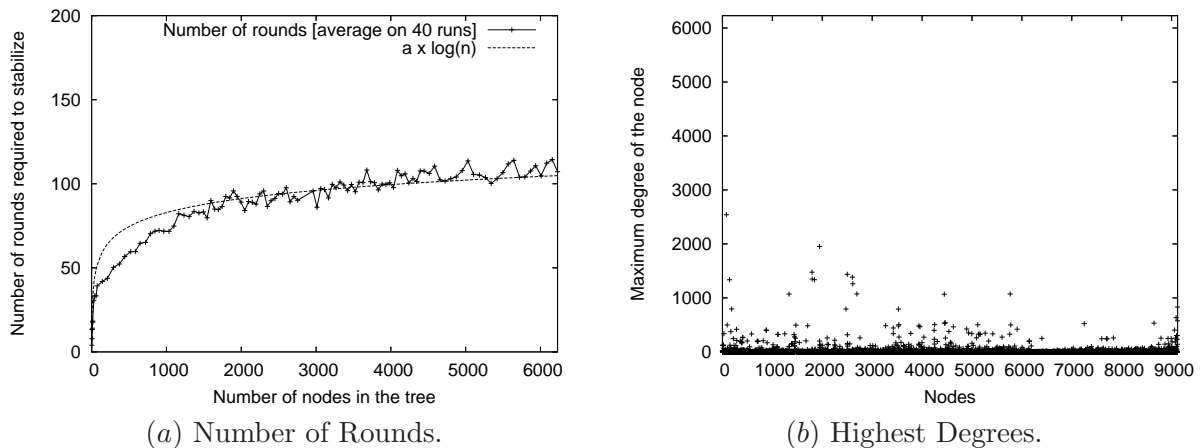 Number of rounds required to stabilize
200
150
100
50
0
Number of rounds [average on 40 runs]
a x log(n)
0 1000 2000 3000 4000 5000 6000
Number of nodes in the tree
(a) Number of Rounds.
Maximum degree of the node
6000
5000
4000
3000
2000
1000
0
0 1000 2000 3000 4000 5000 6000 7000 8000 9000
Nodes
(b) Highest Degrees.